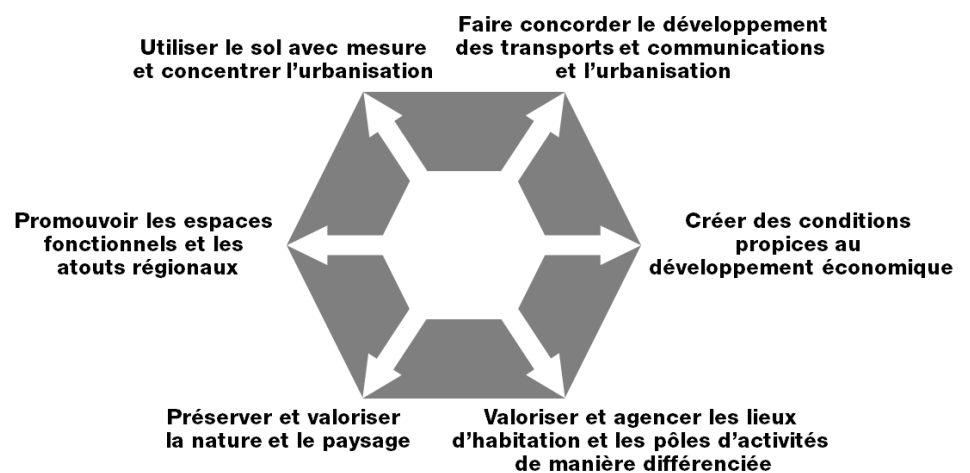 Utiliser le sol avec mesure
et concentrer l'urbanisation
Faire concorder le développement
des transports et communications
et l'urbanisation
Promouvoir les espaces
fonctionnels et les
atouts régionaux
Créer des conditions
propices au
développement économique
Préserver et valoriser
la nature et le paysage
Valoriser et agencer les lieux
d'habitation et les pôles d'activités
de manière différenciée